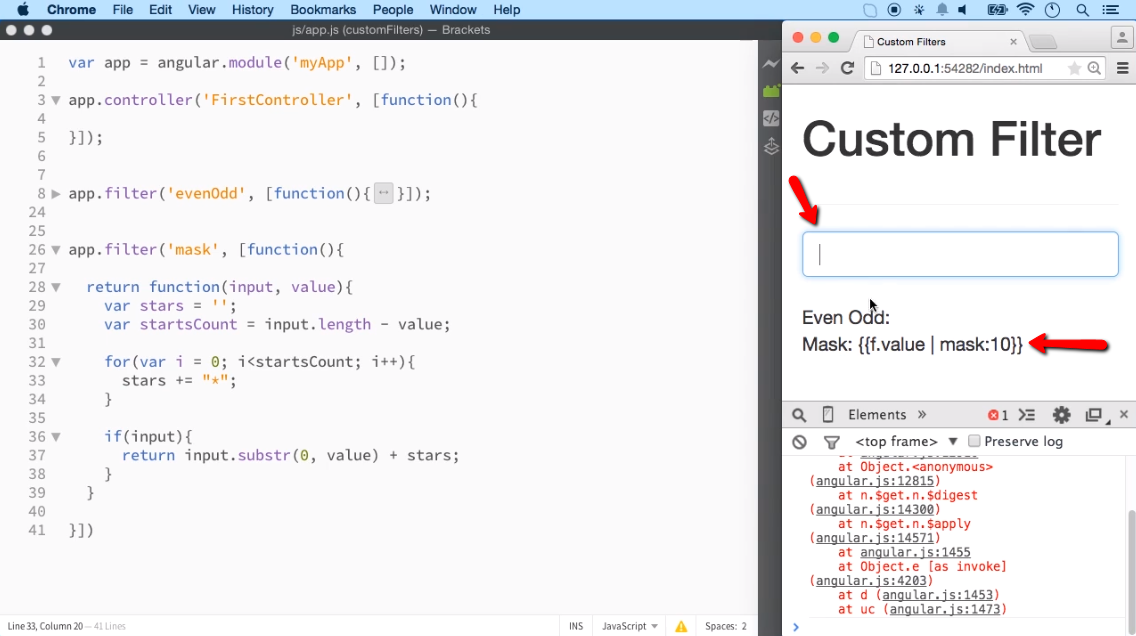 Chrome File Edit View History Bookmarks People Window Help
js/app.js (customFilters) — Brackets
1 var app = angular.module('myApp', []);
2
3 app.controller('FirstController', [function(){
4
5 }]);
6
7
8 app.filter('evenOdd', [function(){ ↔ }]);
24
25
26 app.filter('mask', [function(){
27
28 return function(input, value){
29 var stars = '';
30 var startsCount = input.length - value;
31
32 for(var i = 0; i<startsCount; i++){
33 stars += "*";
34 }
35
36 if(input){
37 return input.substr(0, value) + stars;
38 }
39 }
40
41 }])
Line 33, Column 20 — 41 Lines
INS JavaScript Spaces: 2
Custom Filters
127.0.0.1:54282/index.html
Custom Filter
Even Odd:
Mask: {{f.value | mask:10}}
Elements » 1
<top frame> Preserve log
at Object.<anonymous>
(angular.js:12815)
at n.$get.n.$digest
(angular.js:14300)
at n.$get.n.$apply
(angular.js:14571)
at angular.js:1455
at Object.e [as invoke]
(angular.js:4203)
at d (angular.js:1453)
at uc (angular.js:1473)